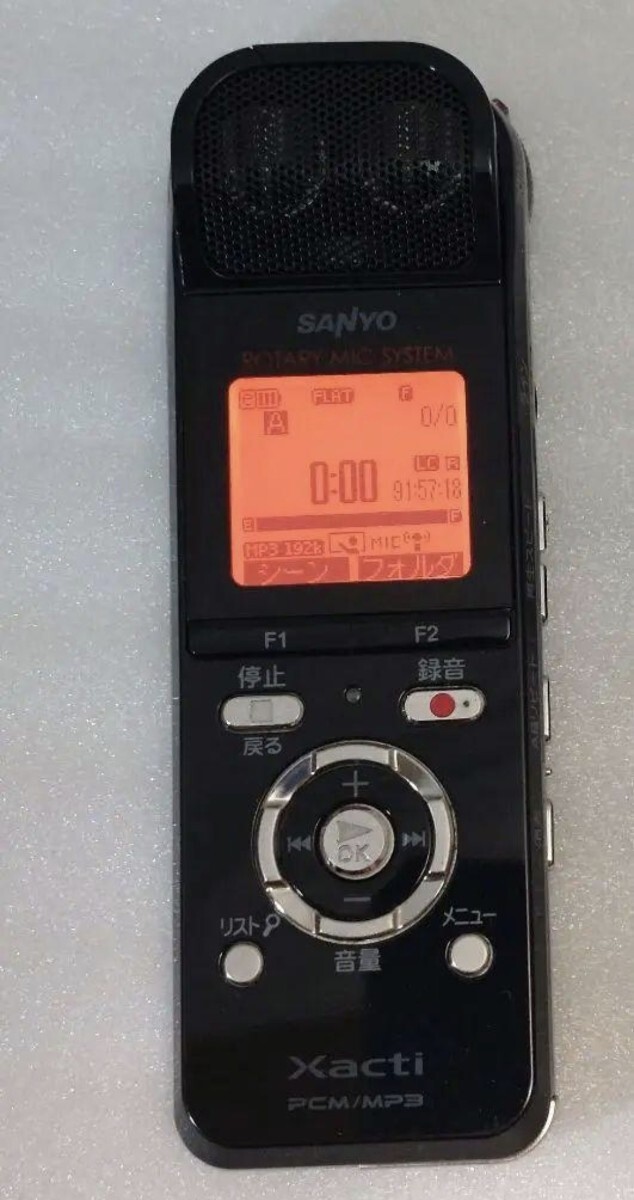 SANYO
ROTARY MIC SYSTEM
FLAT F
A 0/0
LC R
0:00 91:57:18
E F
MP3 192k MIC
シーン フォルダ
F1 F2
停止 録音
戻る
+
OK
−
リスト メニュー
音量
Xacti
PCM/MP3